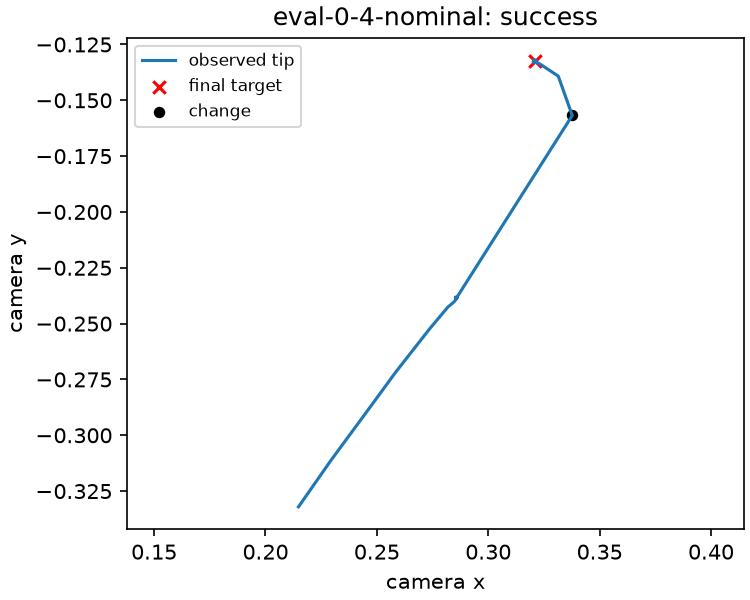 eval-0-4-nominal: success
observed tip
final target
change
camera y
−0.125
−0.150
−0.175
−0.200
−0.225
−0.250
−0.275
−0.300
−0.325
0.15 0.20 0.25 0.30 0.35 0.40
camera x